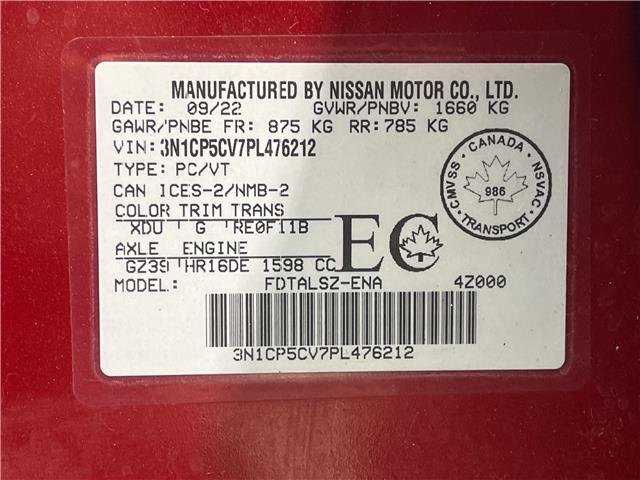 MANUFACTURED BY NISSAN MOTOR CO., LTD.
DATE: 09/22 GVWR/PNBV: 1660 KG
GAWR/PNBE FR: 875 KG RR: 785 KG
VIN: 3N1CP5CV7PL476212
TYPE: PC/VT
CAN ICES-2/NMB-2
CMVSS CANADA NSVAC
986
TRANSPORT
COLOR TRIM TRANS
XDU G RE0F11B
EC
AXLE ENGINE
GZ39 HR16DE 1598 CC
MODEL: FDTALSZ-ENA 4Z000
3N1CP5CV7PL476212